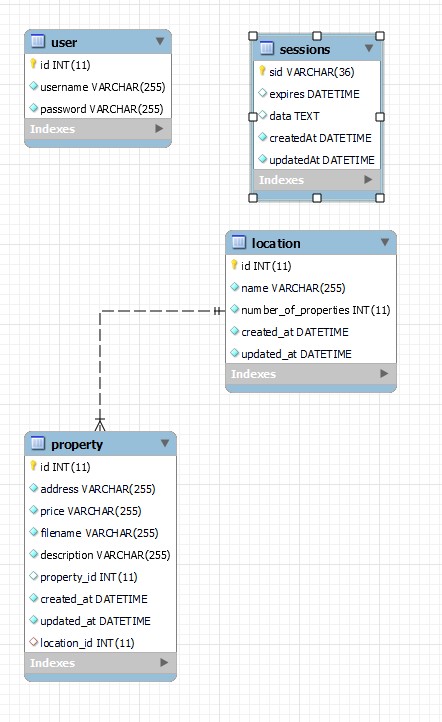 user
id INT(11)
username VARCHAR(255)
password VARCHAR(255)
Indexes
sessions
sid VARCHAR(36)
expires DATETIME
data TEXT
createdAt DATETIME
updatedAt DATETIME
Indexes
location
id INT(11)
name VARCHAR(255)
number_of_properties INT(11)
created_at DATETIME
updated_at DATETIME
Indexes
property
id INT(11)
address VARCHAR(255)
price VARCHAR(255)
filename VARCHAR(255)
description VARCHAR(255)
property_id INT(11)
created_at DATETIME
updated_at DATETIME
location_id INT(11)
Indexes